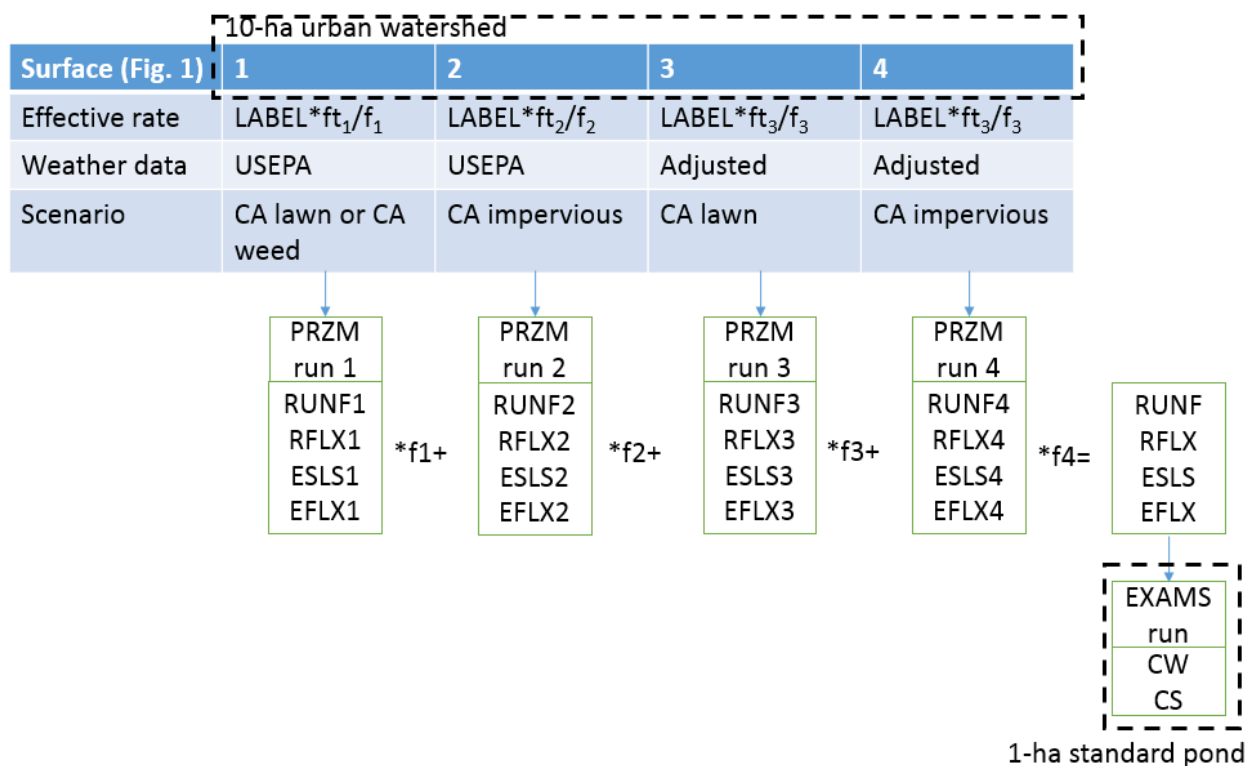 10-ha urban watershed
Surface (Fig. 1) 1 2 3 4
Effective rate LABEL*ft₁/f₁ LABEL*ft₂/f₂ LABEL*ft₃/f₃ LABEL*ft₃/f₃
Weather data USEPA USEPA Adjusted Adjusted
Scenario CA lawn or CA weed CA impervious CA lawn CA impervious
PRZM PRZM PRZM PRZM
run 1 run 2 run 3 run 4
RUNF1 RUNF2 RUNF3 RUNF4 RUNF
RFLX1 RFLX2 RFLX3 RFLX4 RFLX
*f1+ *f2+ *f3+ *f4=
ESLS1 ESLS2 ESLS3 ESLS4 ESLS
EFLX1 EFLX2 EFLX3 EFLX4 EFLX
EXAMS
run
CW
CS
1-ha standard pond